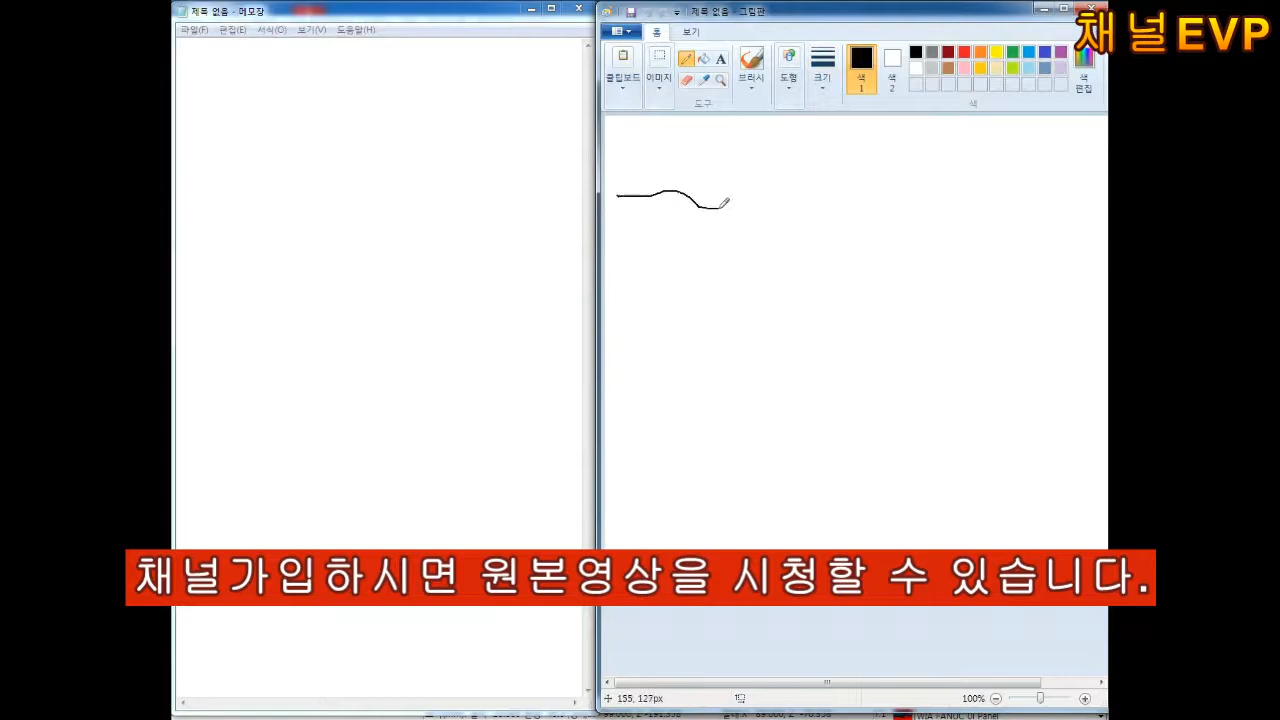 제목 없음 - 메모장
파일(F) 편집(E) 서식(O) 보기(V) 도움말(H)
제목 없음 - 그림판
채널EVP
홈 보기
클립보드
이미지
도구
브러시
도형
크기
색 1
색 2
색
색 편집
채널가입하시면 원본영상을 시청할 수 있습니다.
155, 127px
100%
WIA FANUC UI Panel